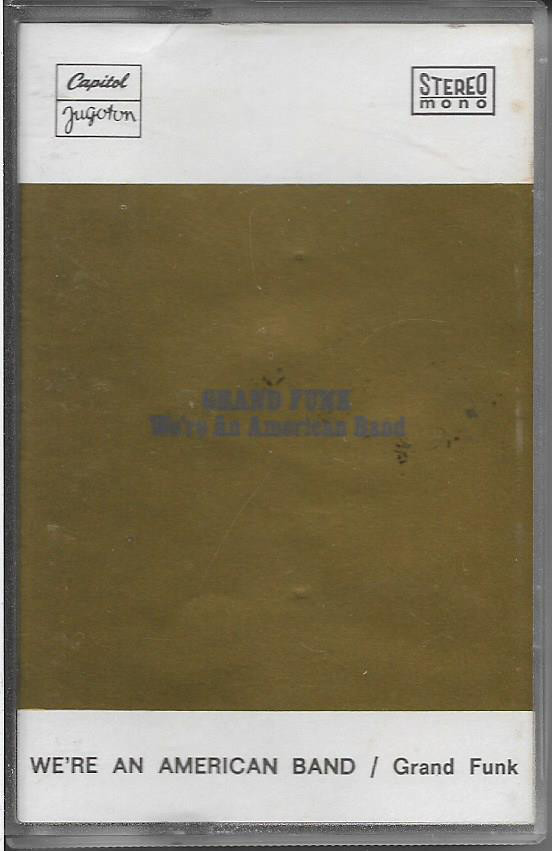 Capitol
Jugoton
STEREO
mono
GRAND FUNK
We're An American Band
WE'RE AN AMERICAN BAND / Grand Funk